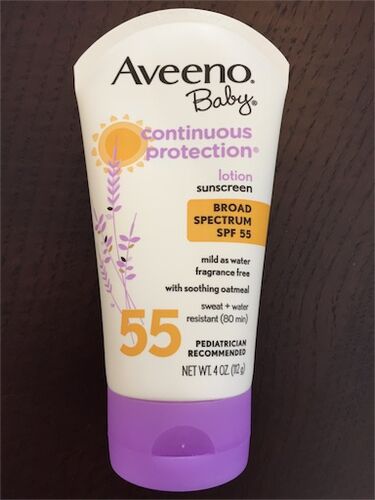 Aveeno®
Baby®
continuous
protection®
lotion
sunscreen
BROAD
SPECTRUM
SPF 55
mild as water
fragrance free
with soothing oatmeal
sweat + water
resistant (80 min)
55
PEDIATRICIAN
RECOMMENDED
NET WT. 4 OZ. (112 g)